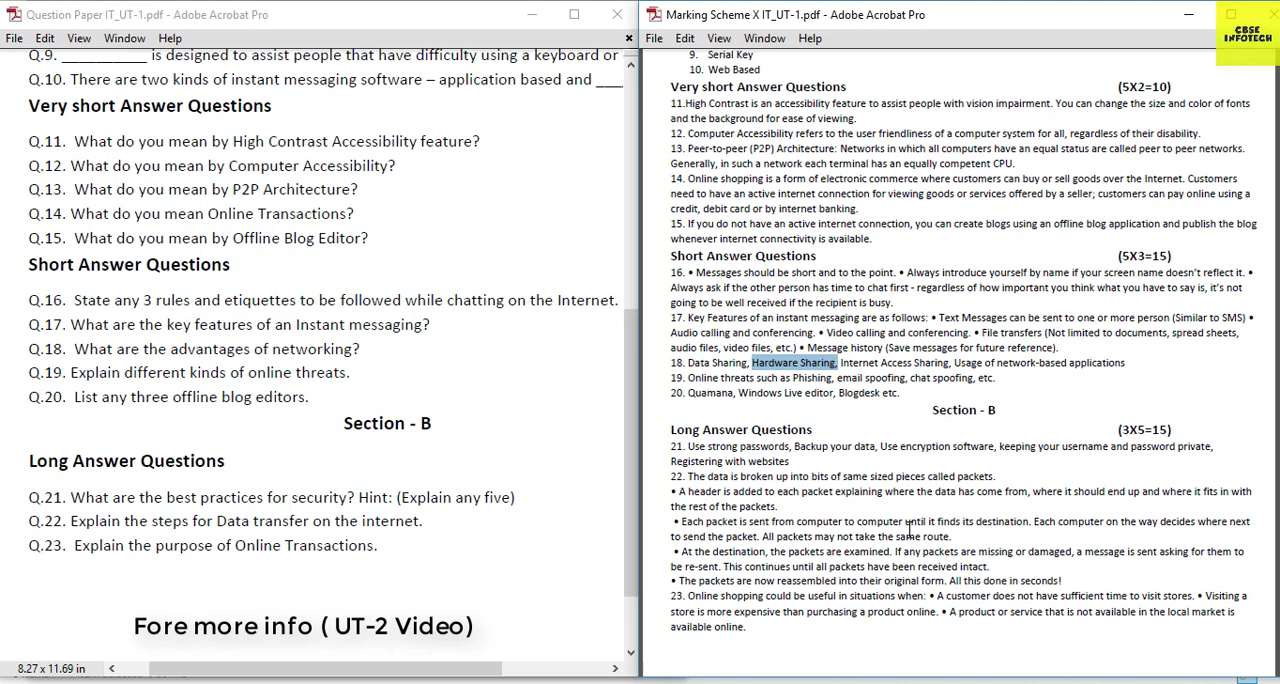 Question Paper IT_UT-1.pdf - Adobe Acrobat Pro
File Edit View Window Help
Q.9. __________ is designed to assist people that have difficulty using a keyboard or
Q.10. There are two kinds of instant messaging software – application based and ___
Very short Answer Questions
Q.11. What do you mean by High Contrast Accessibility feature?
Q.12. What do you mean by Computer Accessibility?
Q.13. What do you mean by P2P Architecture?
Q.14. What do you mean Online Transactions?
Q.15. What do you mean by Offline Blog Editor?
Short Answer Questions
Q.16. State any 3 rules and etiquettes to be followed while chatting on the Internet.
Q.17. What are the key features of an Instant messaging?
Q.18. What are the advantages of networking?
Q.19. Explain different kinds of online threats.
Q.20. List any three offline blog editors.
Section - B
Long Answer Questions
Q.21. What are the best practices for security? Hint: (Explain any five)
Q.22. Explain the steps for Data transfer on the internet.
Q.23. Explain the purpose of Online Transactions.
Fore more info ( UT-2 Video)
8.27 x 11.69 in
Marking Scheme X IT_UT-1.pdf - Adobe Acrobat Pro
File Edit View Window Help
CBSE
INFOTECH
9. Serial Key
10. Web Based
Very short Answer Questions (5X2=10)
11.High Contrast is an accessibility feature to assist people with vision impairment. You can change the size and color of fonts
and the background for ease of viewing.
12. Computer Accessibility refers to the user friendliness of a computer system for all, regardless of their disability.
13. Peer-to-peer (P2P) Architecture: Networks in which all computers have an equal status are called peer to peer networks.
Generally, in such a network each terminal has an equally competent CPU.
14. Online shopping is a form of electronic commerce where customers can buy or sell goods over the Internet. Customers
need to have an active internet connection for viewing goods or services offered by a seller; customers can pay online using a
credit, debit card or by internet banking.
15. If you do not have an active internet connection, you can create blogs using an offline blog application and publish the blog
whenever internet connectivity is available.
Short Answer Questions (5X3=15)
16. • Messages should be short and to the point. • Always introduce yourself by name if your screen name doesn't reflect it. •
Always ask if the other person has time to chat first - regardless of how important you think what you have to say is, it's not
going to be well received if the recipient is busy.
17. Key Features of an instant messaging are as follows: • Text Messages can be sent to one or more person (Similar to SMS) •
Audio calling and conferencing. • Video calling and conferencing. • File transfers (Not limited to documents, spread sheets,
audio files, video files, etc.) • Message history (Save messages for future reference).
18. Data Sharing, Hardware Sharing, Internet Access Sharing, Usage of network-based applications
19. Online threats such as Phishing, email spoofing, chat spoofing, etc.
20. Qumana, Windows Live editor, Blogdesk etc.
Section - B
Long Answer Questions (3X5=15)
21. Use strong passwords, Backup your data, Use encryption software, keeping your username and password private,
Registering with websites
22. The data is broken up into bits of same sized pieces called packets.
• A header is added to each packet explaining where the data has come from, where it should end up and where it fits in with
the rest of the packets.
• Each packet is sent from computer to computer until it finds its destination. Each computer on the way decides where next
to send the packet. All packets may not take the same route.
• At the destination, the packets are examined. If any packets are missing or damaged, a message is sent asking for them to
be re-sent. This continues until all packets have been received intact.
• The packets are now reassembled into their original form. All this done in seconds!
23. Online shopping could be useful in situations when: • A customer does not have sufficient time to visit stores. • Visiting a
store is more expensive than purchasing a product online. • A product or service that is not available in the local market is
available online.